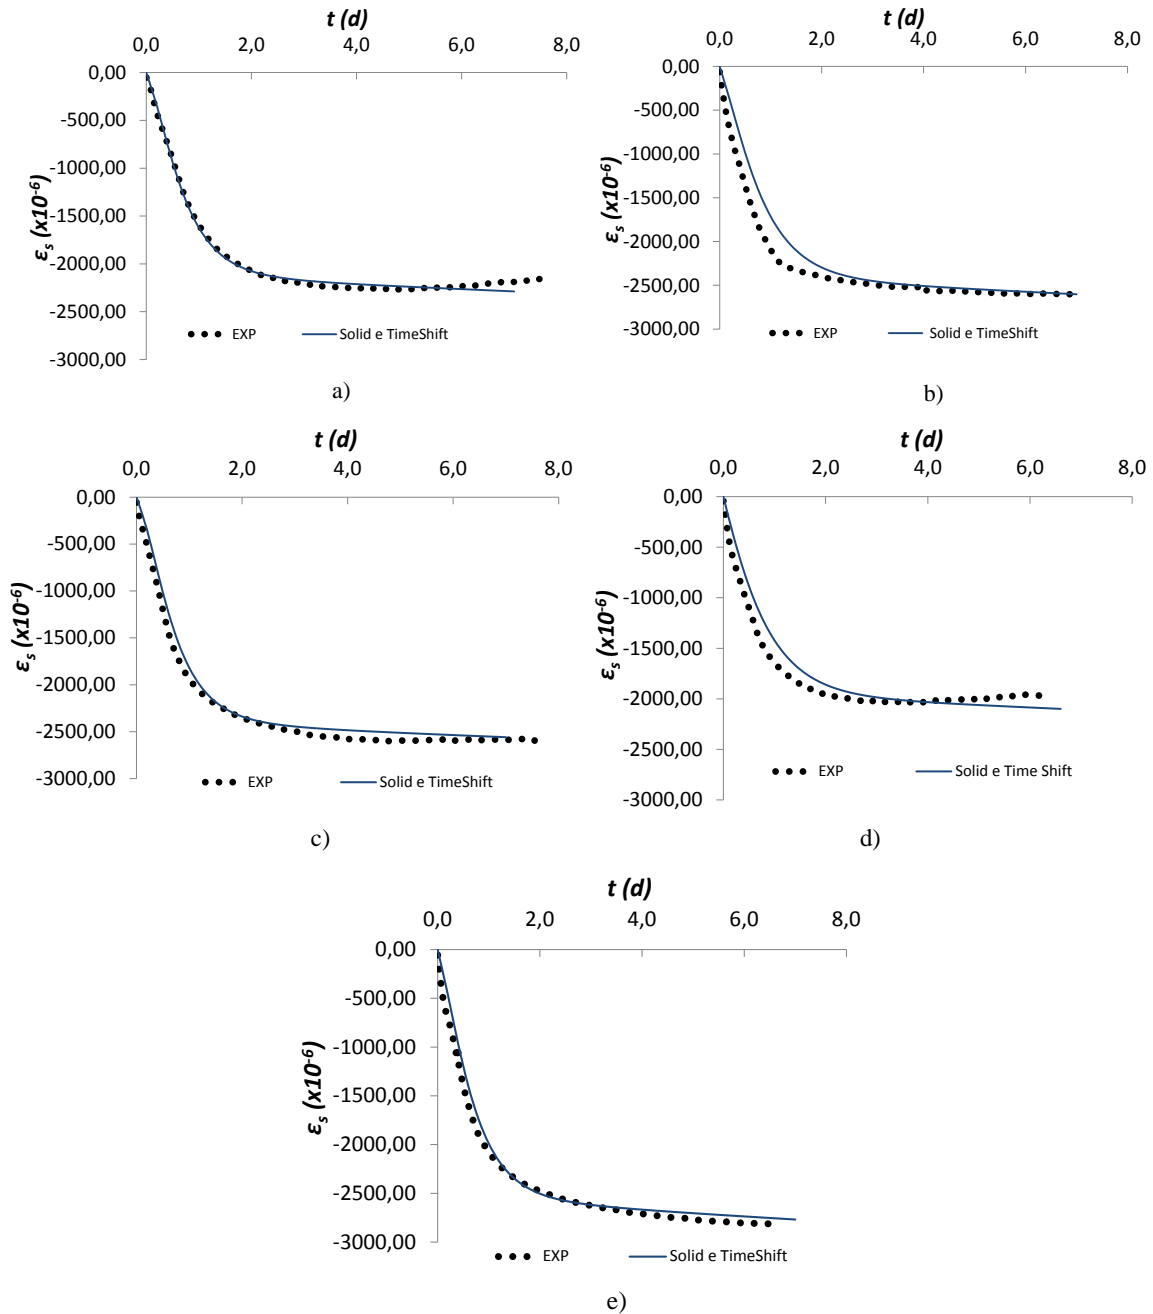 t (d)
0,0 2,0 4,0 6,0 8,0
0,00
-500,00
-1000,00
-1500,00
-2000,00
-2500,00
-3000,00
εs (x10-6)
EXP Solid e TimeShift
a)
t (d)
0,0 2,0 4,0 6,0 8,0
0,00
-500,00
-1000,00
-1500,00
-2000,00
-2500,00
-3000,00
εs (x10-6)
EXP Solid e TimeShift
b)
t (d)
0,0 2,0 4,0 6,0 8,0
0,00
-500,00
-1000,00
-1500,00
-2000,00
-2500,00
-3000,00
εs (x10-6)
EXP Solid e TimeShift
c)
t (d)
0,0 2,0 4,0 6,0 8,0
0,00
-500,00
-1000,00
-1500,00
-2000,00
-2500,00
-3000,00
εs (x10-6)
EXP Solid e Time Shift
d)
t (d)
0,0 2,0 4,0 6,0 8,0
0,00
-500,00
-1000,00
-1500,00
-2000,00
-2500,00
-3000,00
εs (x10-6)
EXP Solid e TimeShift
e)